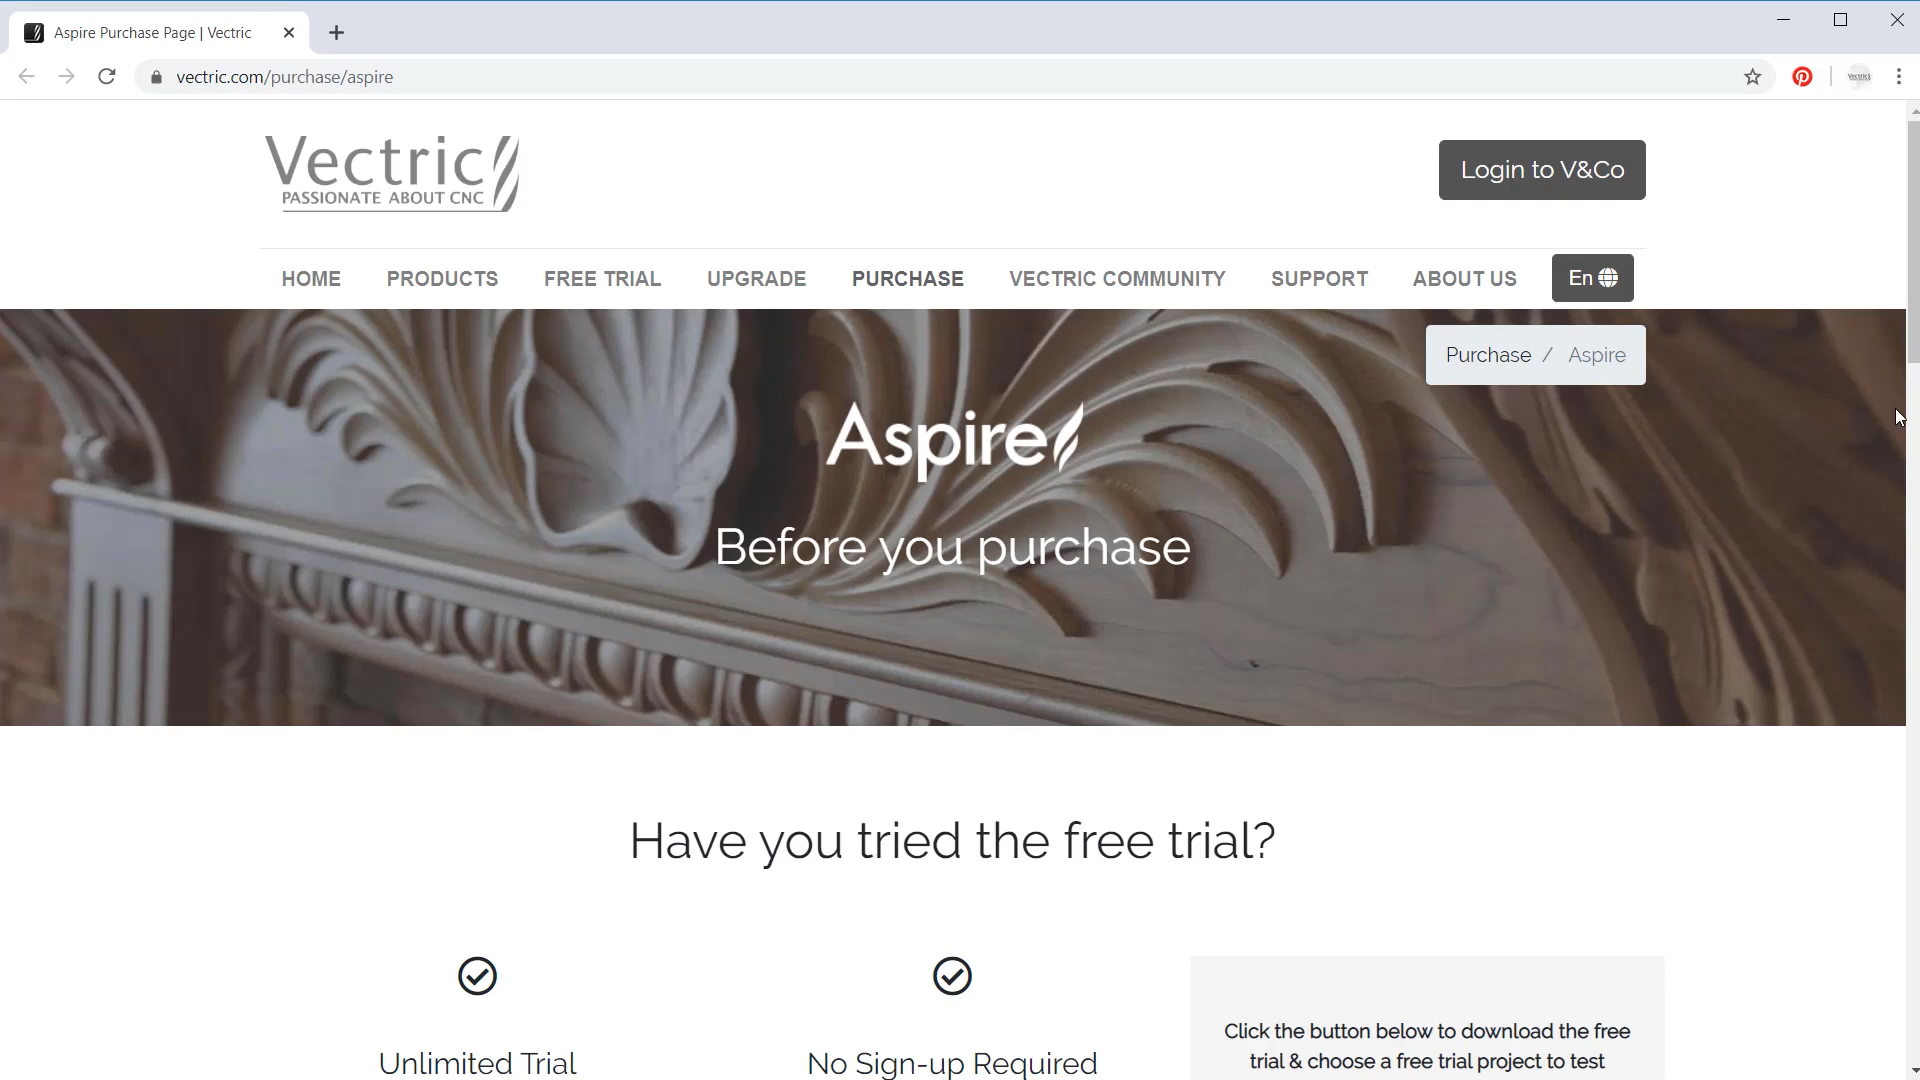 Aspire Purchase Page | Vectric
vectric.com/purchase/aspire
Vectric
PASSIONATE ABOUT CNC
Login to V&Co
HOME PRODUCTS FREE TRIAL UPGRADE PURCHASE VECTRIC COMMUNITY SUPPORT ABOUT US En
Purchase / Aspire
Aspire
Before you purchase
Have you tried the free trial?
Unlimited Trial
No Sign-up Required
Click the button below to download the free
trial & choose a free trial project to test